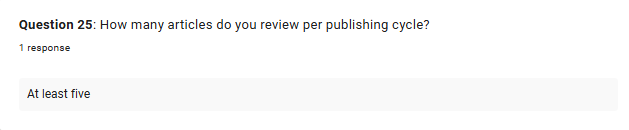 Question 25: How many articles do you review per publishing cycle?
1 response
At least five